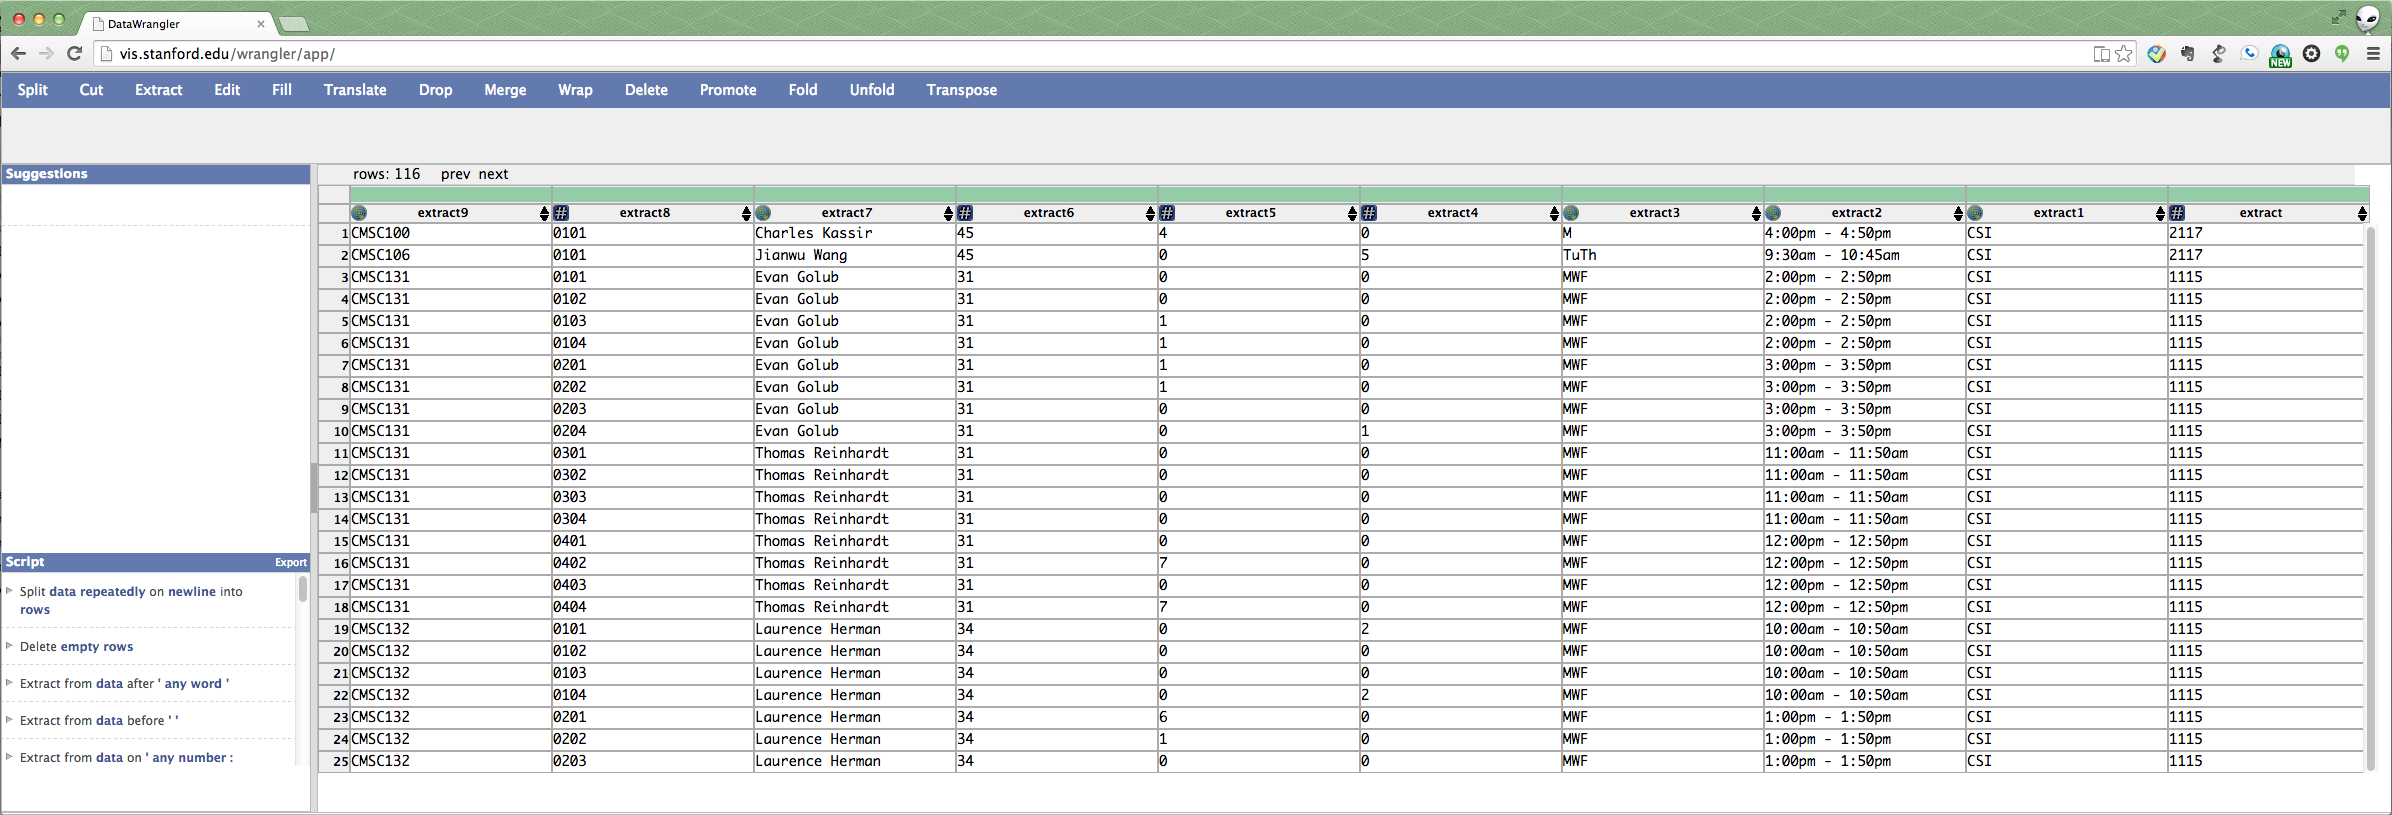 DataWrangler
vis.stanford.edu/wrangler/app/
NEW
Split Cut Extract Edit Fill Translate Drop Merge Wrap Delete Promote Fold Unfold Transpose
Suggestions
rows: 116 prev next
# extract9 # extract8 extract7 # extract6 # extract5 # extract4 extract3 extract2 extract1 # extract
1 CMSC100 0101 Charles Kassir 45 4 0 M 4:00pm - 4:50pm CSI 2117
2 CMSC106 0101 Jianwu Wang 45 0 5 TuTh 9:30am - 10:45am CSI 2117
3 CMSC131 0101 Evan Golub 31 0 0 MWF 2:00pm - 2:50pm CSI 1115
4 CMSC131 0102 Evan Golub 31 0 0 MWF 2:00pm - 2:50pm CSI 1115
5 CMSC131 0103 Evan Golub 31 1 0 MWF 2:00pm - 2:50pm CSI 1115
6 CMSC131 0104 Evan Golub 31 1 0 MWF 2:00pm - 2:50pm CSI 1115
7 CMSC131 0201 Evan Golub 31 1 0 MWF 3:00pm - 3:50pm CSI 1115
8 CMSC131 0202 Evan Golub 31 1 0 MWF 3:00pm - 3:50pm CSI 1115
9 CMSC131 0203 Evan Golub 31 0 0 MWF 3:00pm - 3:50pm CSI 1115
10 CMSC131 0204 Evan Golub 31 0 1 MWF 3:00pm - 3:50pm CSI 1115
11 CMSC131 0301 Thomas Reinhardt 31 0 0 MWF 11:00am - 11:50am CSI 1115
12 CMSC131 0302 Thomas Reinhardt 31 0 0 MWF 11:00am - 11:50am CSI 1115
13 CMSC131 0303 Thomas Reinhardt 31 0 0 MWF 11:00am - 11:50am CSI 1115
14 CMSC131 0304 Thomas Reinhardt 31 0 0 MWF 11:00am - 11:50am CSI 1115
15 CMSC131 0401 Thomas Reinhardt 31 0 0 MWF 12:00pm - 12:50pm CSI 1115
16 CMSC131 0402 Thomas Reinhardt 31 7 0 MWF 12:00pm - 12:50pm CSI 1115
17 CMSC131 0403 Thomas Reinhardt 31 0 0 MWF 12:00pm - 12:50pm CSI 1115
18 CMSC131 0404 Thomas Reinhardt 31 7 0 MWF 12:00pm - 12:50pm CSI 1115
19 CMSC132 0101 Laurence Herman 34 0 2 MWF 10:00am - 10:50am CSI 1115
20 CMSC132 0102 Laurence Herman 34 0 0 MWF 10:00am - 10:50am CSI 1115
21 CMSC132 0103 Laurence Herman 34 0 0 MWF 10:00am - 10:50am CSI 1115
22 CMSC132 0104 Laurence Herman 34 0 2 MWF 10:00am - 10:50am CSI 1115
23 CMSC132 0201 Laurence Herman 34 6 0 MWF 1:00pm - 1:50pm CSI 1115
24 CMSC132 0202 Laurence Herman 34 1 0 MWF 1:00pm - 1:50pm CSI 1115
25 CMSC132 0203 Laurence Herman 34 0 0 MWF 1:00pm - 1:50pm CSI 1115
Script Export
Split data repeatedly on newline into
rows
Delete empty rows
Extract from data after ' any word '
Extract from data before ' '
Extract from data on ' any number :